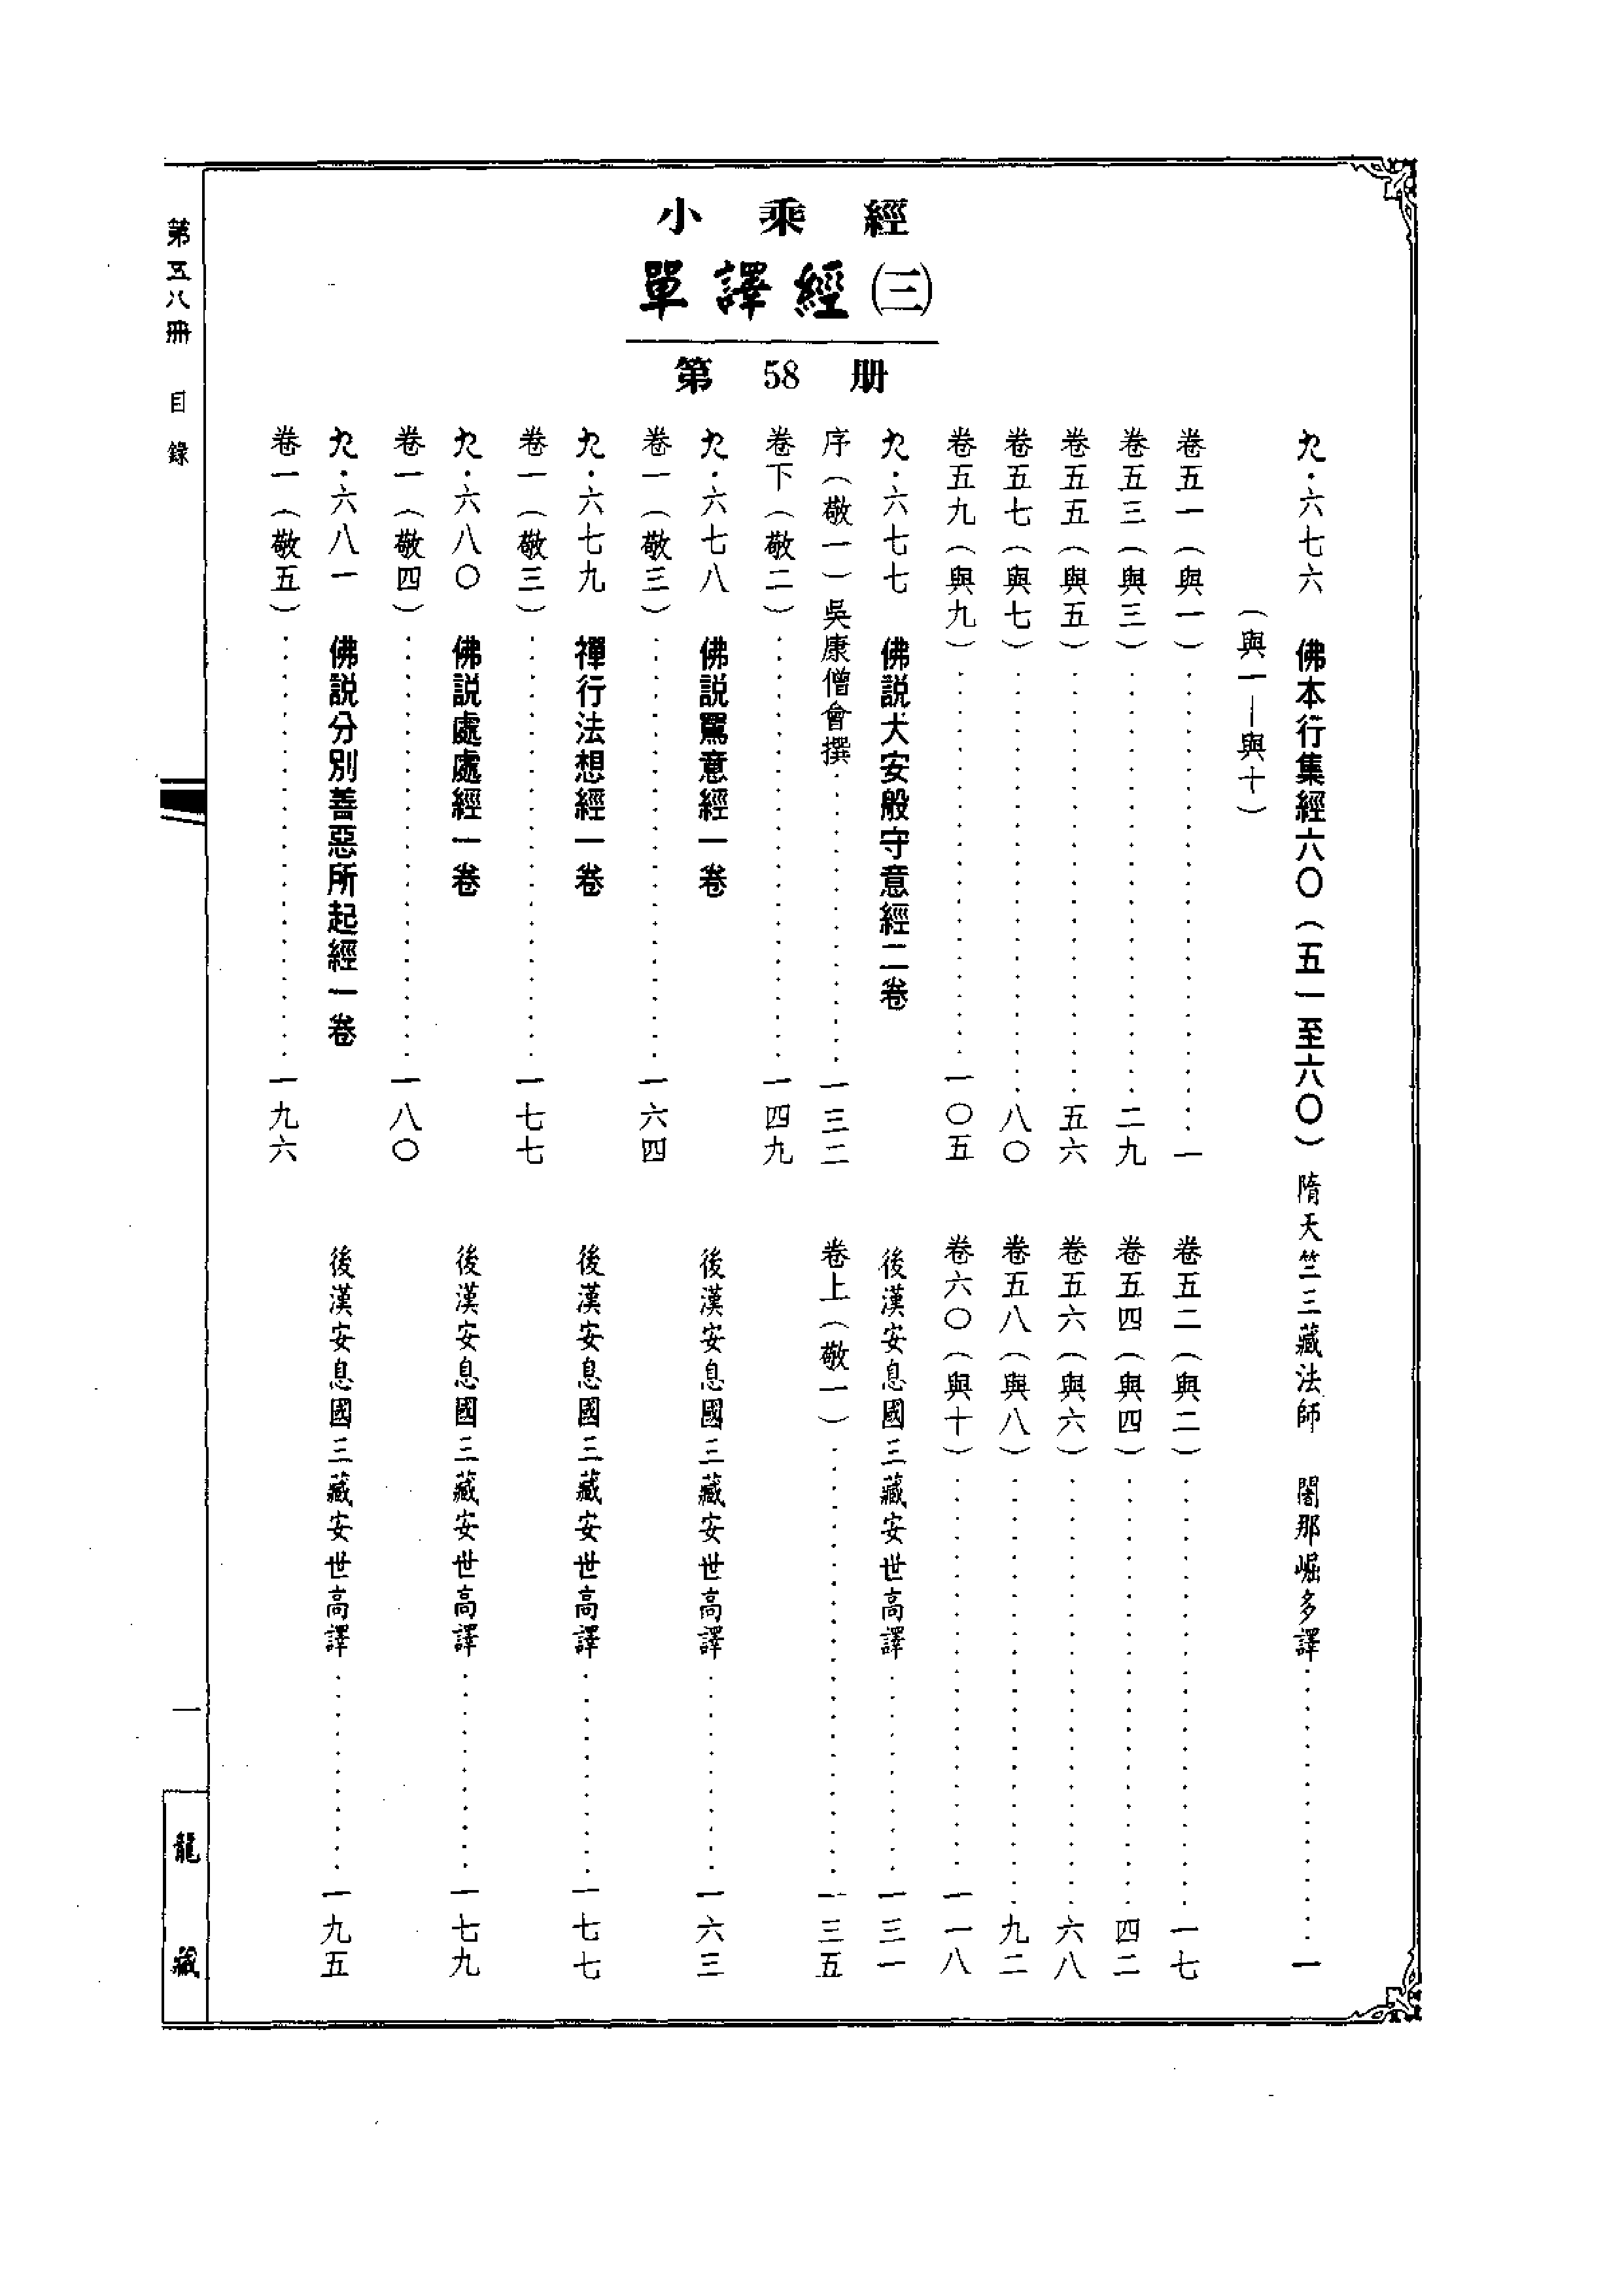 小乘經
單譯經㈢
第58册
九·六七六　佛本行集經六〇（五一至六〇）隋天竺三藏法師　闍那崛多譯……一
（與一─與十）
卷五一（與一）……一　卷五二（與二）……一七
卷五三（與三）……二九　卷五四（與四）……四二
卷五五（與五）……五六　卷五六（與六）……六八
卷五七（與七）……八〇　卷五八（與八）……九二
卷五九（與九）……一〇五　卷六〇（與十）……一一八
九·六七七　佛説大安般守意經二卷　後漢安息國三藏安世高譯……一三一
序（敬一）吳康僧會撰……一三二　卷上（敬一）……一三五
卷下（敬二）……一四九
九·六七八　佛説罵意經一卷　後漢安息國三藏安世高譯……一六三
卷一（敬三）……一六四
九·六七九　禪行法想經一卷　後漢安息國三藏安世高譯……一七七
卷一（敬三）……一七七
九·六八〇　佛説處處經一卷　後漢安息國三藏安世高譯……一七九
卷一（敬四）……一八〇
九·六八一　佛説分別善惡所起經一卷　後漢安息國三藏安世高譯……一九五
卷一（敬五）……一九六
第五八冊　目錄
一
龍藏